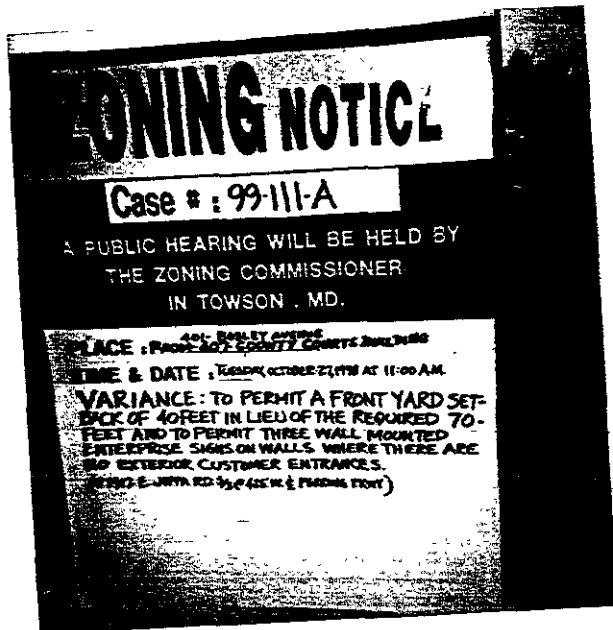 ZONING NOTICE
Case # : 99-111-A
A PUBLIC HEARING WILL BE HELD BY
THE ZONING COMMISSIONER
IN TOWSON . MD.
401- BOSLEY AVENUE
PLACE : ROOM 407 COUNTY COURTS BUILDING
TIME & DATE : TUESDAY, OCTOBER 27, 1998 AT 11:00 A.M.
VARIANCE : TO PERMIT A FRONT YARD SET-
BACK OF 40 FEET IN LIEU OF THE REQUIRED 70-
FEET AND TO PERMIT THREE WALL MOUNTED
ENTERPRISE SIGNS ON WALLS WHERE THERE ARE
NO EXTERIOR CUSTOMER ENTRANCES.
E. JOPPA RD